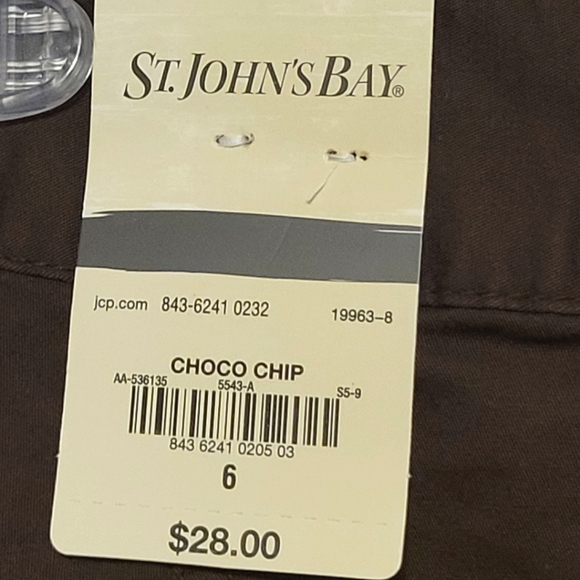 ST. JOHN'S BAY®
jcp.com 843-6241 0232 19963-8
CHOCO CHIP
AA-536135 5543-A S5-9
843 6241 0205 03
6
$28.00